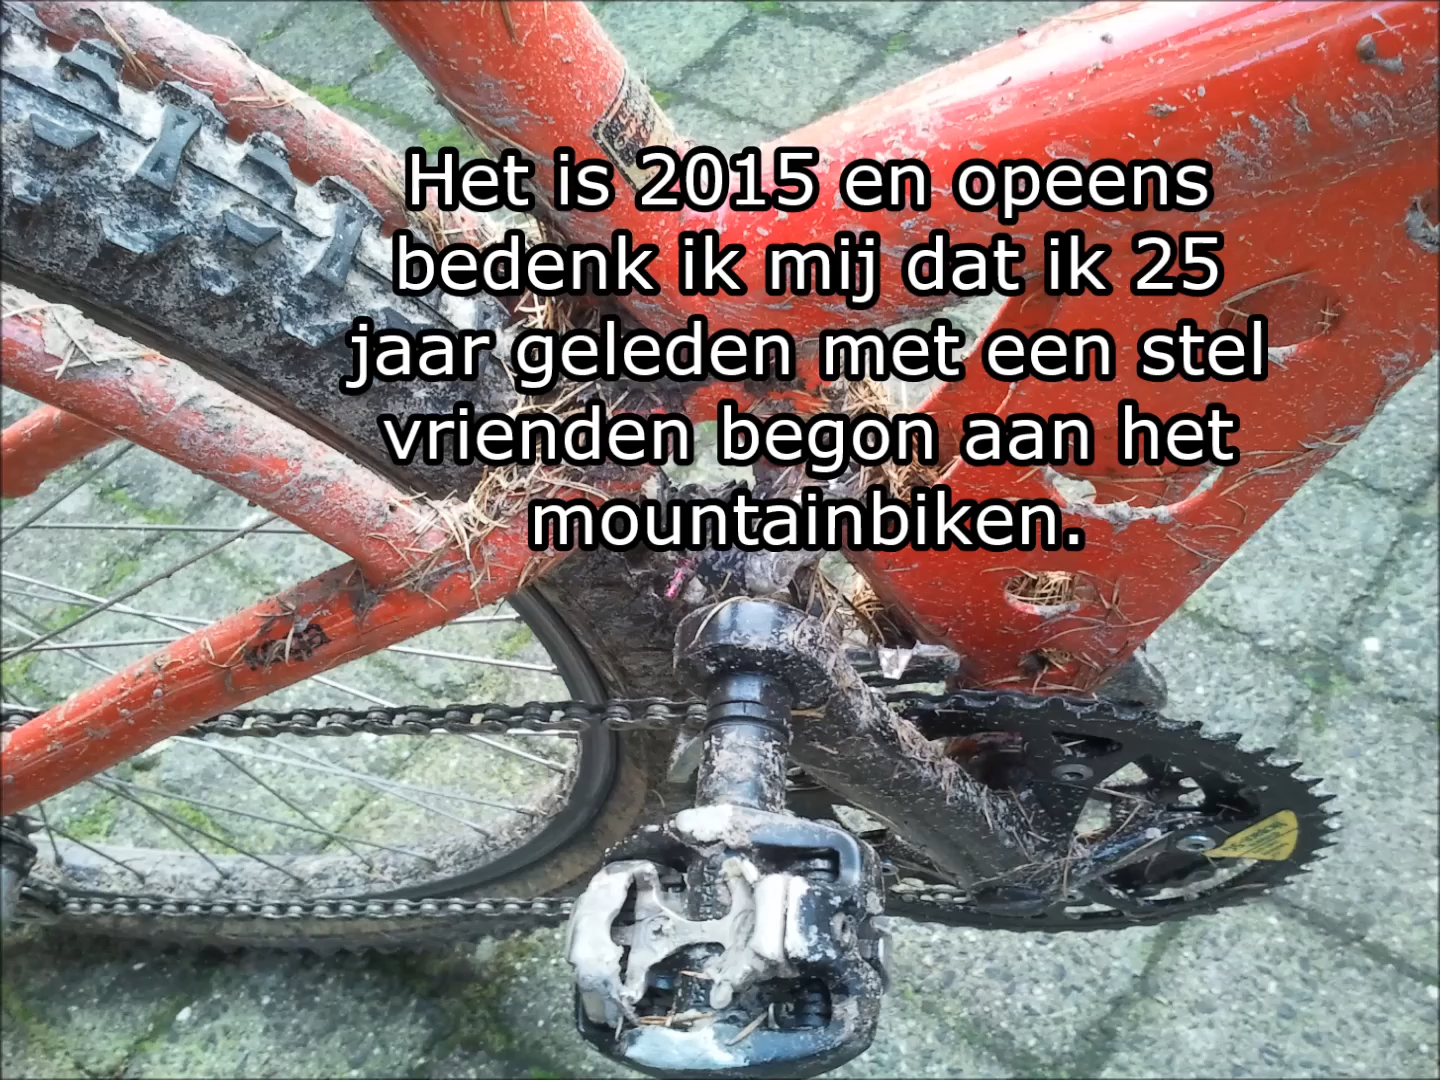 Het is 2015 en opeens
bedenk ik mij dat ik 25
jaar geleden met een stel
vrienden begon aan het
mountainbiken.